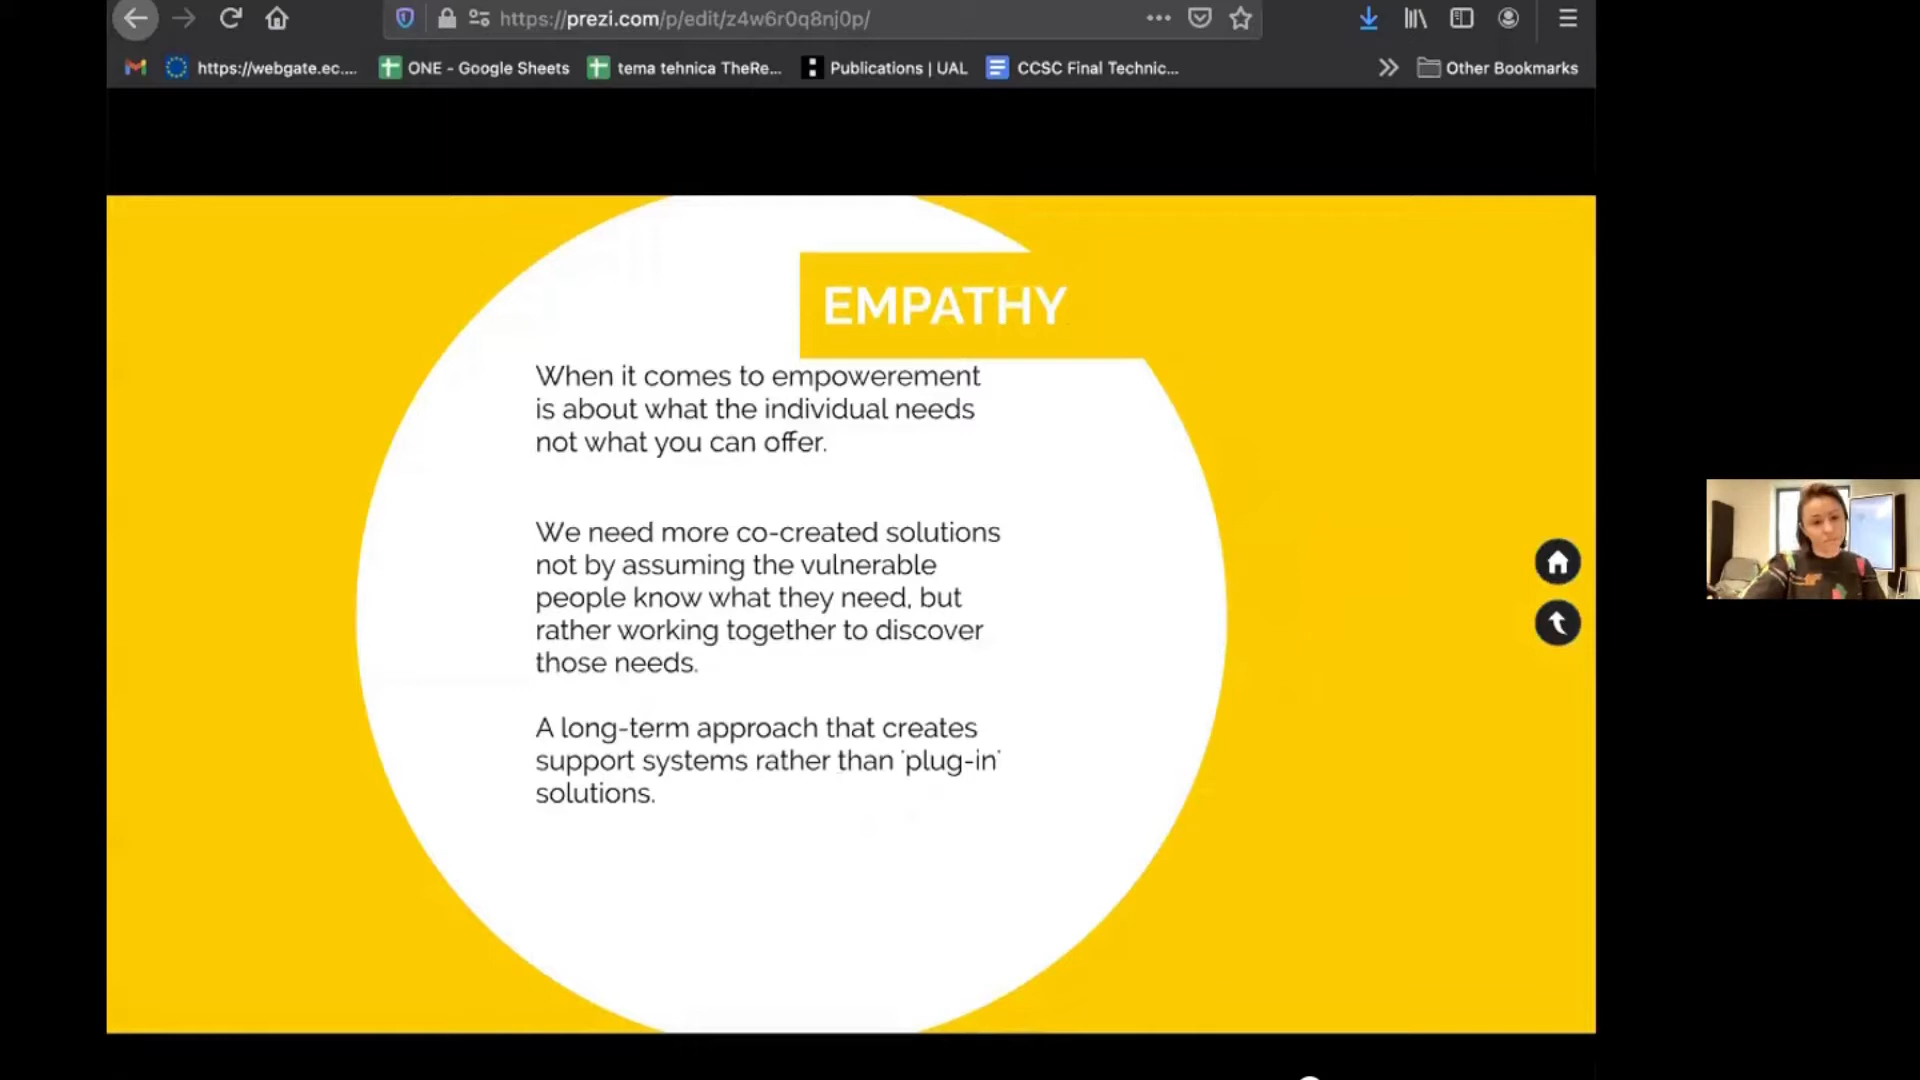 https://prezi.com/p/edit/z4w6r0q8nj0p/
https://webgate.ec.... ONE - Google Sheets tema tehnica TheRe... Publications | UAL CCSC Final Technic... Other Bookmarks
EMPATHY
When it comes to empowerement
is about what the individual needs
not what you can offer.
We need more co-created solutions
not by assuming the vulnerable
people know what they need, but
rather working together to discover
those needs.
A long-term approach that creates
support systems rather than 'plug-in'
solutions.